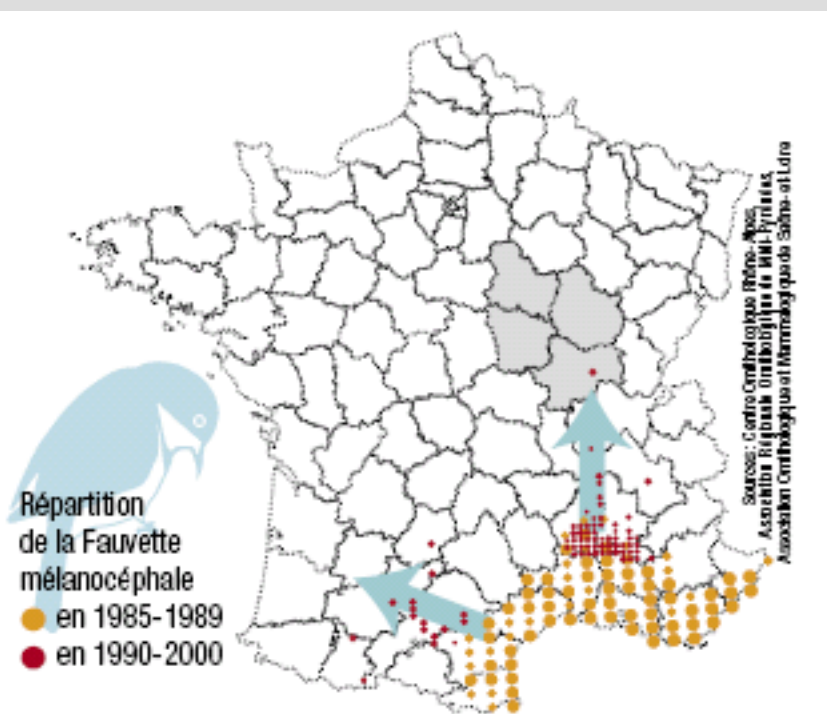 Répartition
de la Fauvette
mélanocéphale
en 1985-1989
en 1990-2000
Sources : Centre Ornithologique Rhône-Alpes,
Association Régionale Ornithologique du Midi-Pyrénées,
Association Ornithologique et Mammalogique de Saône-et-Loire